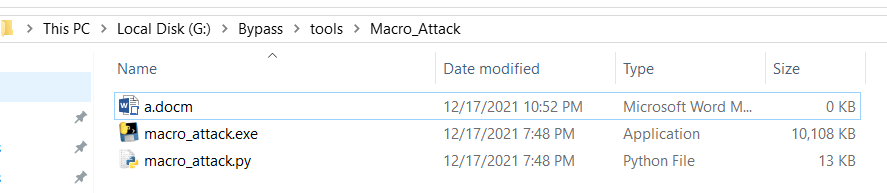 This PC > Local Disk (G:) > Bypass > tools > Macro_Attack
Name Date modified Type Size
a.docm 12/17/2021 10:52 PM Microsoft Word M... 0 KB
macro_attack.exe 12/17/2021 7:48 PM Application 10,108 KB
macro_attack.py 12/17/2021 7:48 PM Python File 13 KB